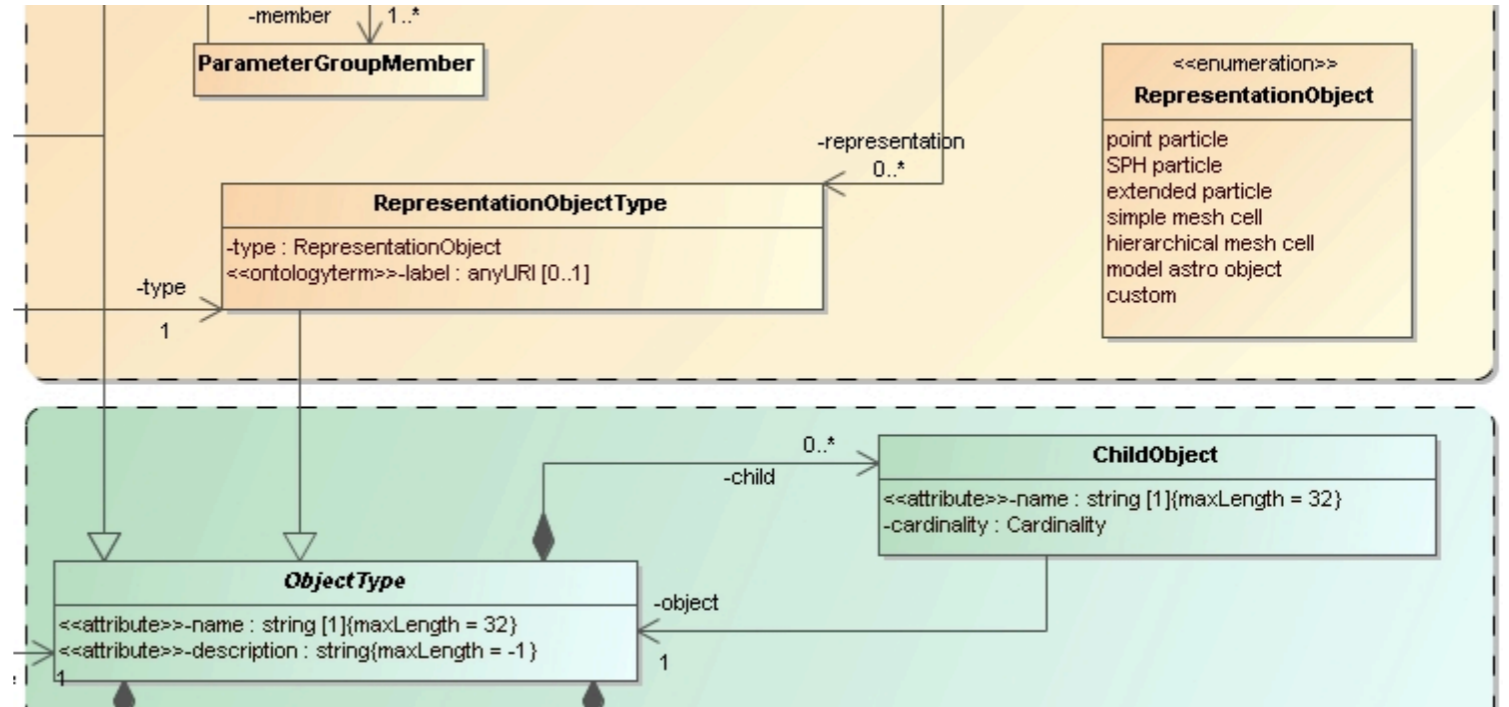 -member 1..*
ParameterGroupMember
<<enumeration>>
RepresentationObject
point particle
SPH particle
extended particle
simple mesh cell
hierarchical mesh cell
model astro object
custom
-representation
0..*
RepresentationObjectType
-type : RepresentationObject
<<ontologyterm>>-label : anyURI [0..1]
-type
1
0..*
-child
ChildObject
<<attribute>>-name : string [1]{maxLength = 32}
-cardinality : Cardinality
ObjectType
<<attribute>>-name : string [1]{maxLength = 32}
<<attribute>>-description : string{maxLength = -1}
-object
1
1